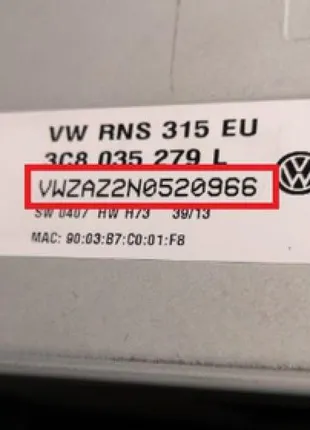 VW RNS 315 EU
3C8 035 279 L
VWZAZ2N0520966
SW 0407 HW H73 39/13
MAC: 90:03:B7:C0:01:F8